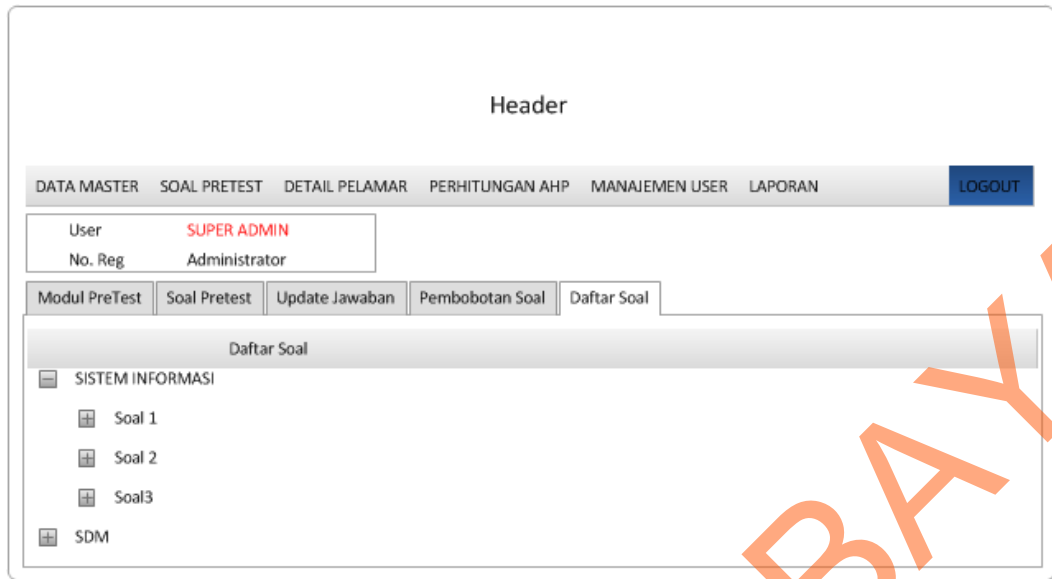 Header
DATA MASTER SOAL PRETEST DETAIL PELAMAR PERHITUNGAN AHP MANAJEMEN USER LAPORAN LOGOUT
User SUPER ADMIN
No. Reg Administrator
Modul PreTest Soal Pretest Update Jawaban Pembobotan Soal Daftar Soal
Daftar Soal
SISTEM INFORMASI
Soal 1
Soal 2
Soal3
SDM
BAYA